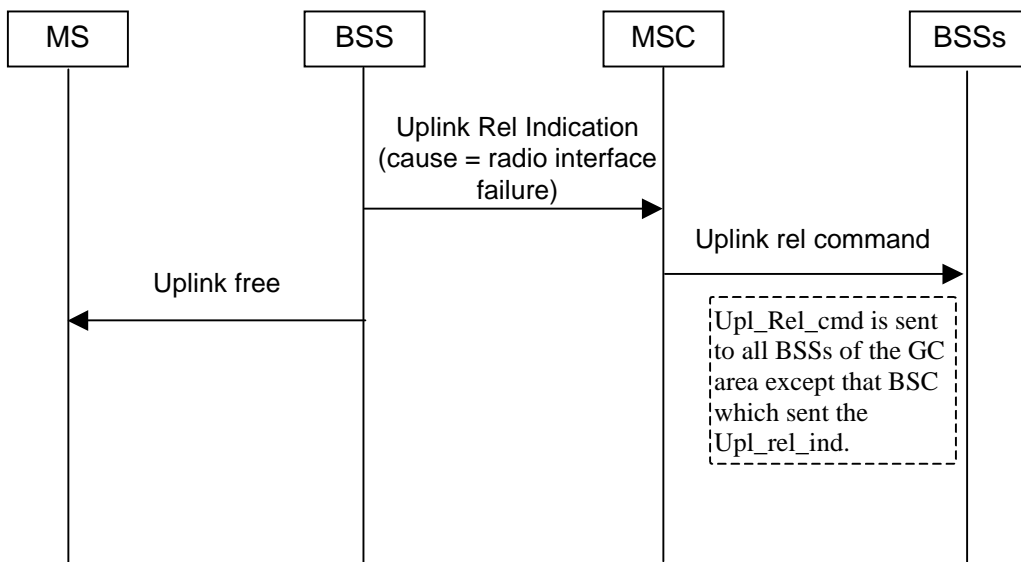 MS
BSS
MSC
BSSs
Uplink Rel Indication
(cause = radio interface
failure)
Uplink rel command
Uplink free
Upl_Rel_cmd is sent
to all BSSs of the GC
area except that BSC
which sent the
Upl_rel_ind.